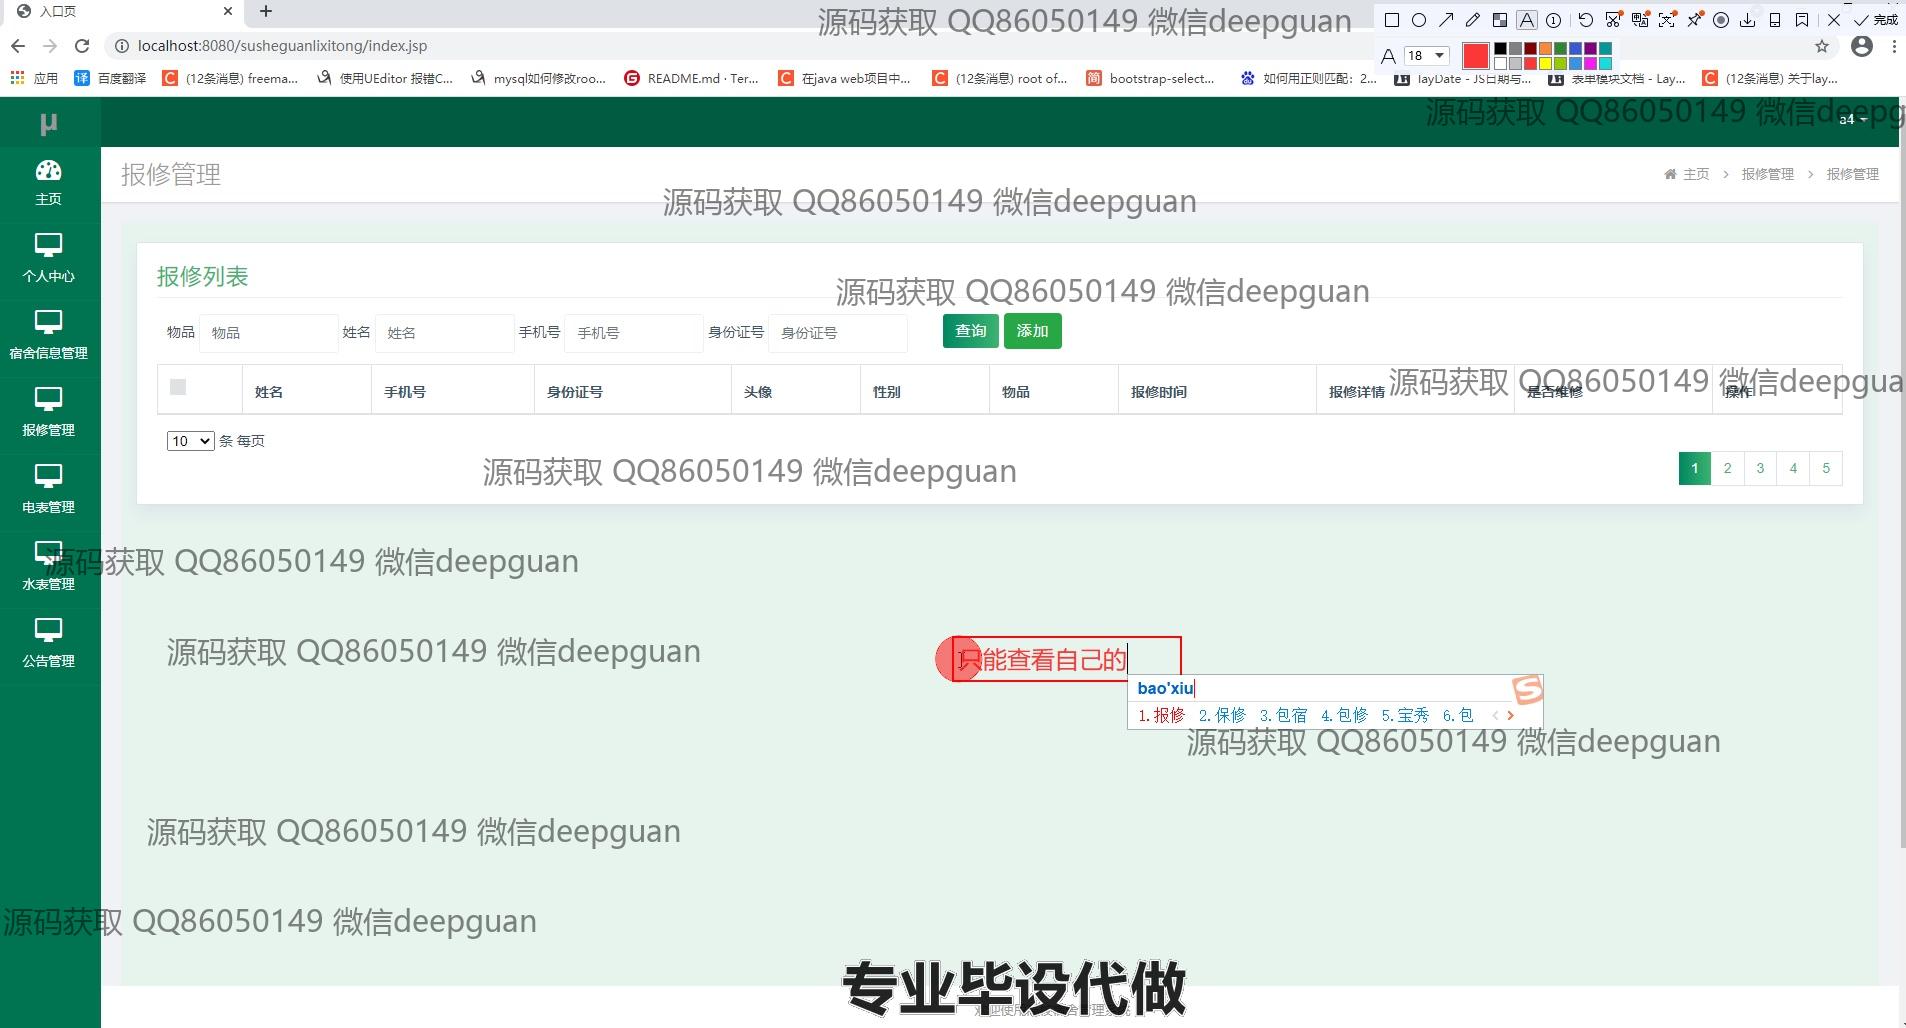 入口页
源码获取 QQ86050149 微信deepguan
完成
localhost:8080/susheguanlixitong/index.jsp
18
应用 百度翻译 (12条消息) freema... 使用UEditor 报错C... mysql如何修改roo... README.md · Ter... 在java web项目中... (12条消息) root of... bootstrap-select... 如何用正则匹配：2... layDate - JS日期与... 表单模块文档 - Lay... (12条消息) 关于lay...
μ
源码获取 QQ86050149 微信deepg
a4
主页
报修管理
主页 > 报修管理 > 报修管理
源码获取 QQ86050149 微信deepguan
个人中心
报修列表
源码获取 QQ86050149 微信deepguan
物品 物品 姓名 姓名 手机号 手机号 身份证号 身份证号 查询 添加
宿舍信息管理
源码获取 QQ86050149 微信deepgua
姓名 手机号 身份证号 头像 性别 物品 报修时间 报修详情 是否维修 操作
报修管理
10 条 每页
源码获取 QQ86050149 微信deepguan
1 2 3 4 5
电表管理
源码获取 QQ86050149 微信deepguan
水表管理
源码获取 QQ86050149 微信deepguan
只能查看自己的
公告管理
bao'xiu
1.报修 2.保修 3.包宿 4.包修 5.宝秀 6.包
源码获取 QQ86050149 微信deepguan
源码获取 QQ86050149 微信deepguan
源码获取 QQ86050149 微信deepguan
专业毕设代做